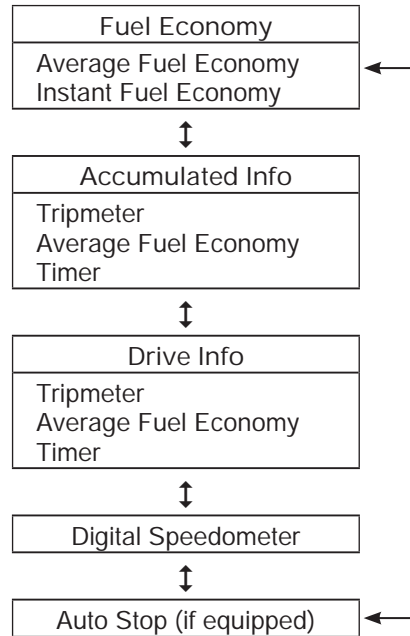 Fuel Economy
Average Fuel Economy
Instant Fuel Economy
Accumulated Info
Tripmeter
Average Fuel Economy
Timer
Drive Info
Tripmeter
Average Fuel Economy
Timer
Digital Speedometer
Auto Stop (if equipped)